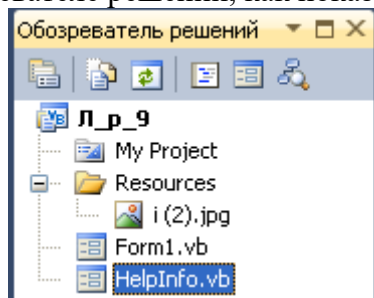 Обозреватель решений
Л_р_9
My Project
Resources
i (2).jpg
Form1.vb
HelpInfo.vb